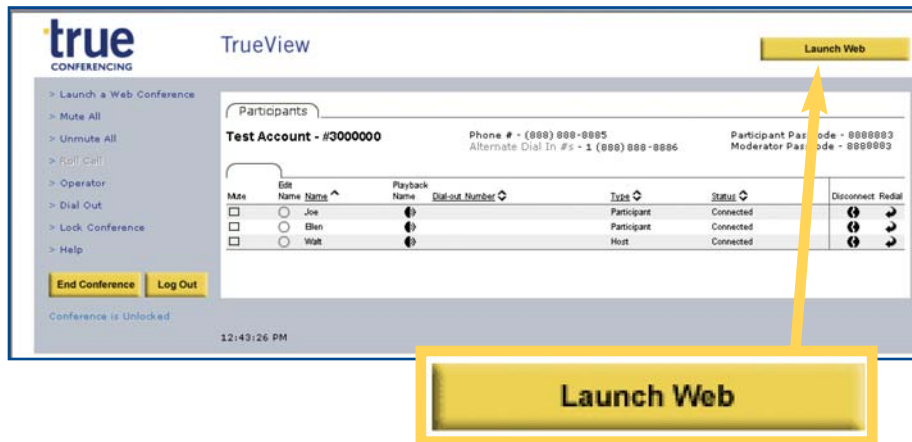 true
CONFERENCING
TrueView
Launch Web
> Launch a Web Conference
> Mute All
> Unmute All
> Roll Call
> Operator
> Dial Out
> Lock Conference
> Help
End Conference Log Out
Conference is Unlocked
Participants
Test Account - #3000000 Phone # - (888) 888-8885 Participant Passcode - 8888883
Alternate Dial In #s - 1 (888) 888-8886 Moderator Passcode - 8888883
Mute Edit Name Name Playback Name Dial-out Number Type Status Disconnect Redial
Joe Participant Connected
Ellen Participant Connected
Walt Host Connected
12:43:26 PM
Launch Web